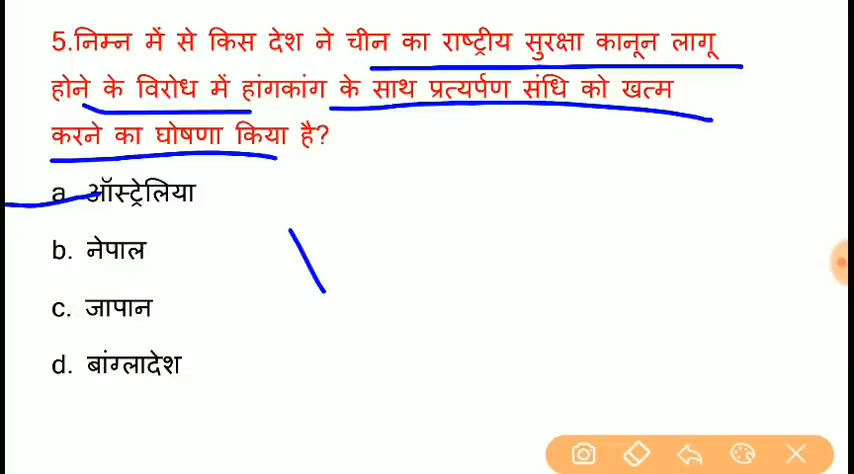 5.निम्न में से किस देश ने चीन का राष्ट्रीय सुरक्षा कानून लागू
होने के विरोध में हांगकांग के साथ प्रत्यर्पण संधि को खत्म
करने का घोषणा किया है?
a. ऑस्ट्रेलिया
b. नेपाल
c. जापान
d. बांग्लादेश